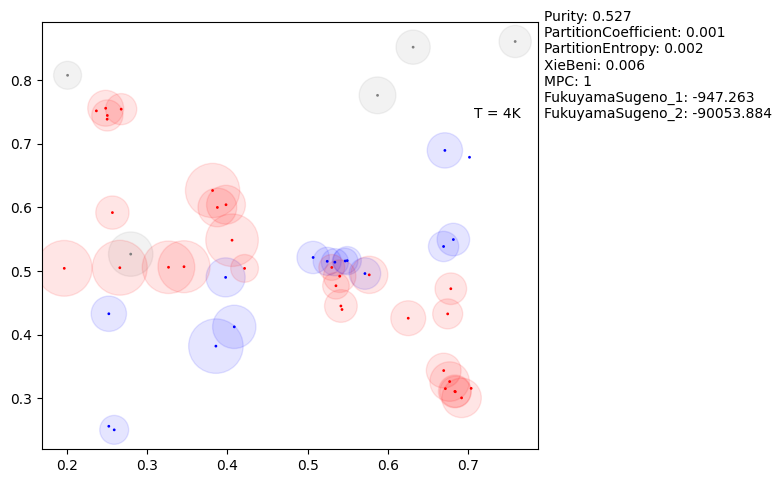 Purity: 0.527
PartitionCoefficient: 0.001
PartitionEntropy: 0.002
XieBeni: 0.006
MPC: 1
FukuyamaSugeno_1: -947.263
FukuyamaSugeno_2: -90053.884
T = 4K
0.8
0.7
0.6
0.5
0.4
0.3
0.2 0.3 0.4 0.5 0.6 0.7